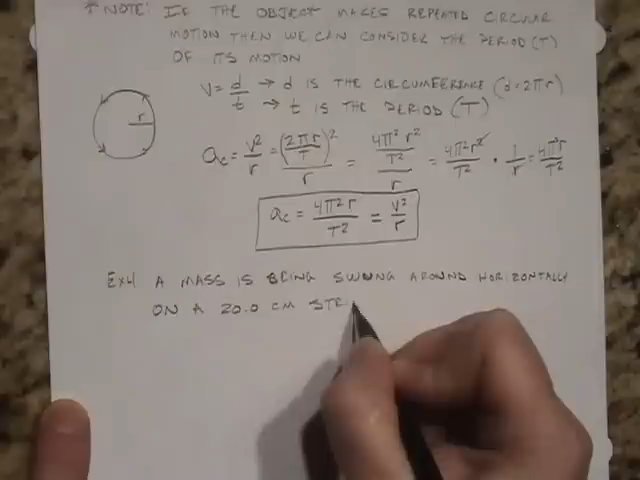 * NOTE: IF THE OBJECT MAKES REPEATED CIRCULAR
MOTION THEN WE CAN CONSIDER THE PERIOD (T)
OF ITS MOTION
V = d/t → d IS THE CIRCUMFERENCE (d=2πr)
→ t IS THE PERIOD (T)
r
ac = v²/r = (2πr/T)²/r = 4π²r²/T²/r = 4π²r²/T² · 1/r = 4π²r/T²
ac = 4π²r/T² = v²/r
EX4 A MASS IS BEING SWUNG AROUND HORIZONTALLY
ON A 20.0 CM STR